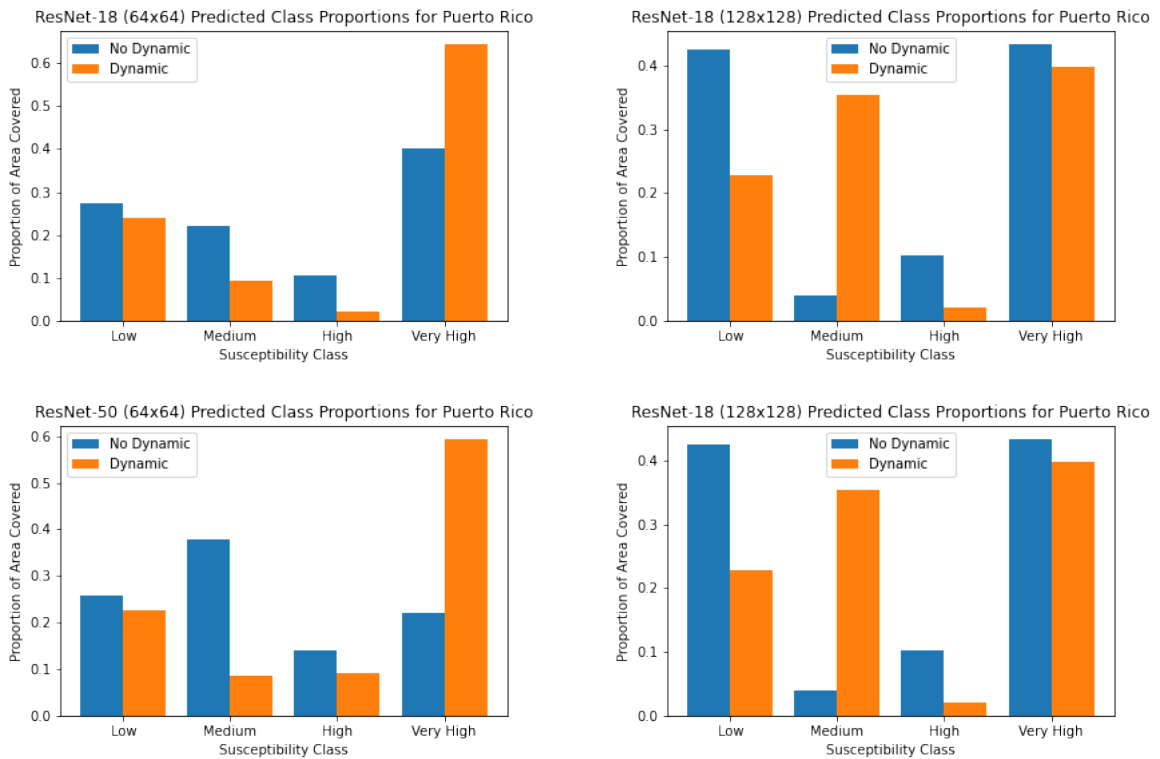 ResNet-18 (64x64) Predicted Class Proportions for Puerto Rico
No Dynamic
Dynamic
Proportion of Area Covered
0.6
0.5
0.4
0.3
0.2
0.1
0.0
Low Medium High Very High
Susceptibility Class
ResNet-18 (128x128) Predicted Class Proportions for Puerto Rico
No Dynamic
Dynamic
Proportion of Area Covered
0.4
0.3
0.2
0.1
0.0
Low Medium High Very High
Susceptibility Class
ResNet-50 (64x64) Predicted Class Proportions for Puerto Rico
No Dynamic
Dynamic
Proportion of Area Covered
0.6
0.5
0.4
0.3
0.2
0.1
0.0
Low Medium High Very High
Susceptibility Class
ResNet-18 (128x128) Predicted Class Proportions for Puerto Rico
No Dynamic
Dynamic
Proportion of Area Covered
0.4
0.3
0.2
0.1
0.0
Low Medium High Very High
Susceptibility Class